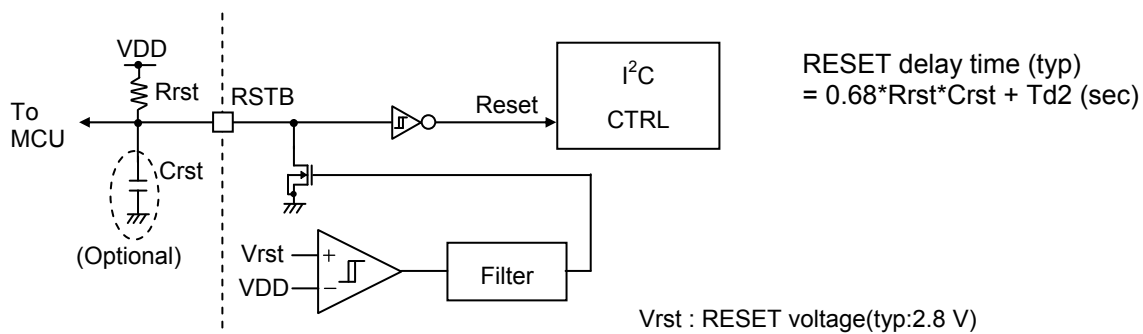 VDD
Rrst
To
MCU
RSTB
Crst
(Optional)
Reset
I²C
CTRL
RESET delay time (typ)
= 0.68*Rrst*Crst + Td2 (sec)
Vrst
+
VDD
−
Filter
Vrst : RESET voltage(typ:2.8 V)